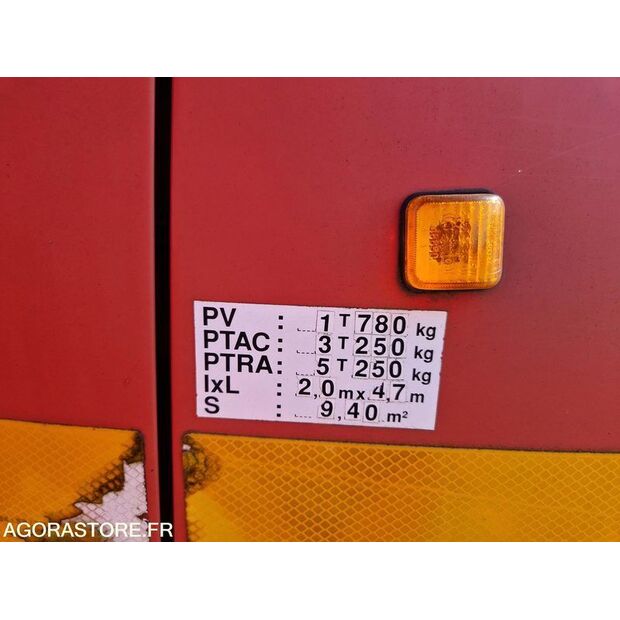 PV : 1 T 780 kg
PTAC : 3 T 250 kg
PTRA : 5 T 250 kg
lxL : 2,0 m x 4,7 m
S : 9,40 m²
AGORASTORE.FR